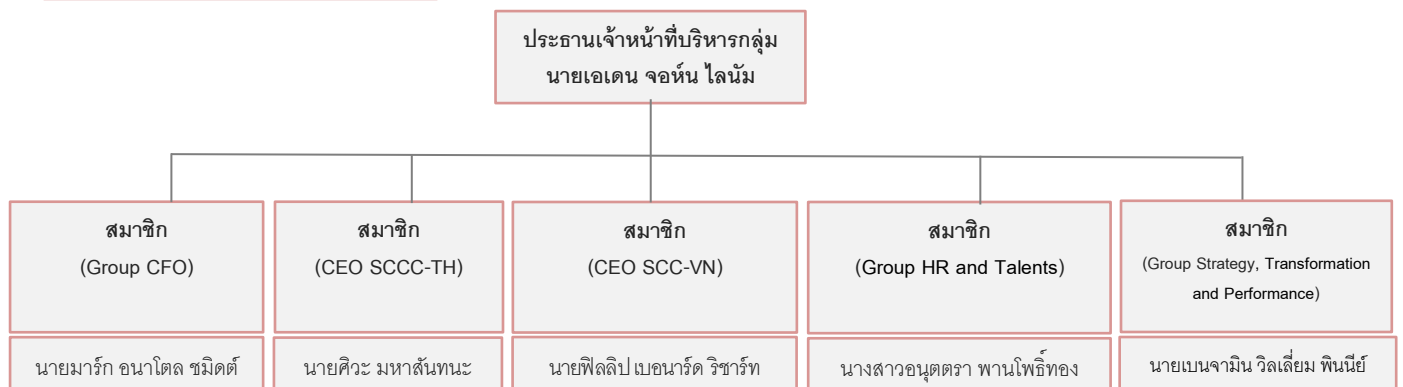 ประธานเจ้าหน้าที่บริหารกลุ่ม
นายเอเดน จอห์น ไลนัม
สมาชิก
(Group CFO)
สมาชิก
(CEO SCCC-TH)
สมาชิก
(CEO SCC-VN)
สมาชิก
(Group HR and Talents)
สมาชิก
(Group Strategy, Transformation
and Performance)
นายมาร์ก อนาโตล ชมิดต์
นายศิวะ มหาสันทนะ
นายฟิลลิป เบอนาร์ด ริชาร์ท
นางสาวอนุตตรา พานโพธิ์ทอง
นายเบนจามิน วิลเลี่ยม พินนีย์